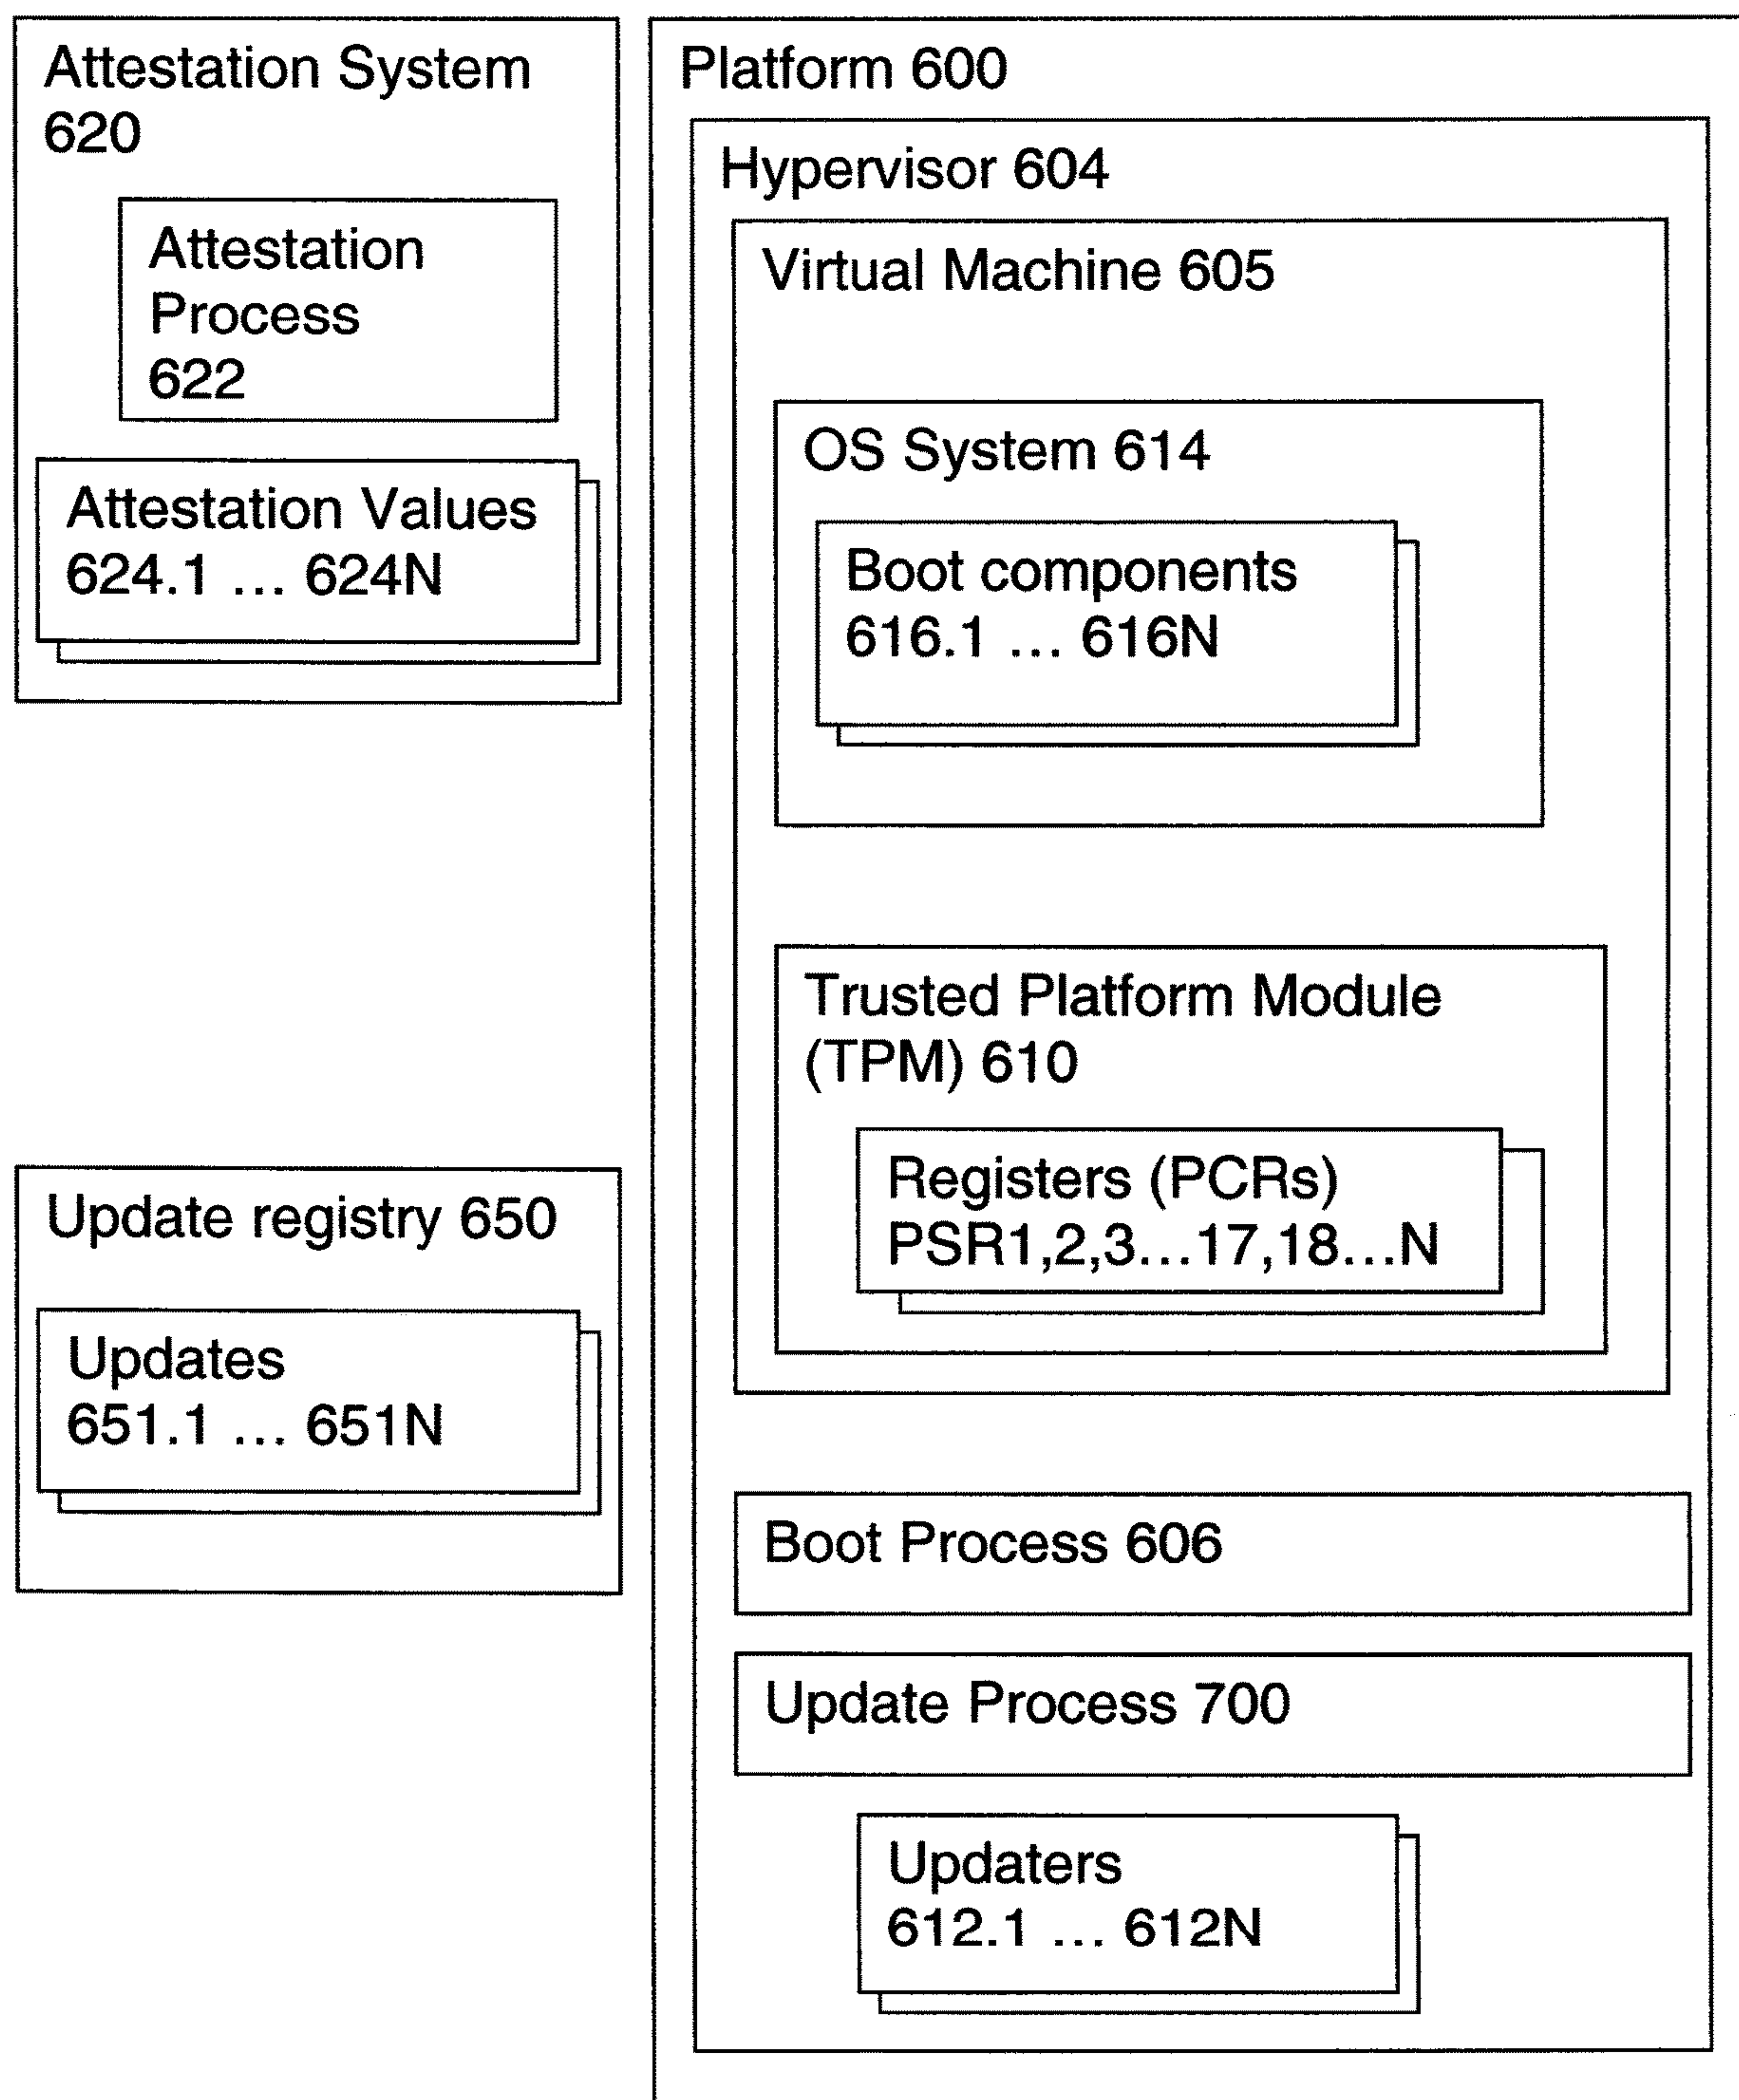 Attestation System
620
Attestation
Process
622
Attestation Values
624.1 ... 624N
Update registry 650
Updates
651.1 ... 651N
Platform 600
Hypervisor 604
Virtual Machine 605
OS System 614
Boot components
616.1 ... 616N
Trusted Platform Module
(TPM) 610
Registers (PCRs)
PSR1,2,3...17,18...N
Boot Process 606
Update Process 700
Updaters
612.1 ... 612N